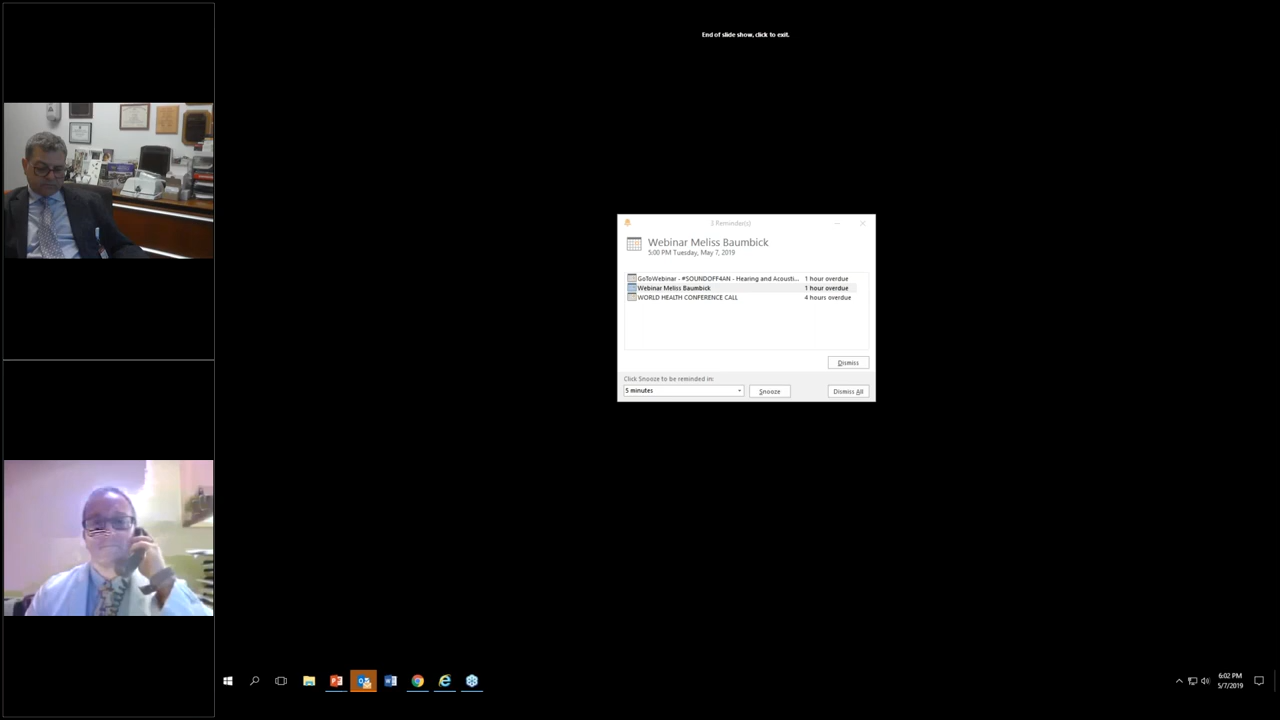 End of slide show, click to exit.
3 Reminder(s)
Webinar Meliss Baumbick
5:00 PM Tuesday, May 7, 2019
GoToWebinar - #SOUNDOFF4AN - Hearing and Acousti... 1 hour overdue
Webinar Meliss Baumbick 1 hour overdue
WORLD HEALTH CONFERENCE CALL 4 hours overdue
Dismiss
Click Snooze to be reminded in:
5 minutes Snooze Dismiss All
6:02 PM
5/7/2019